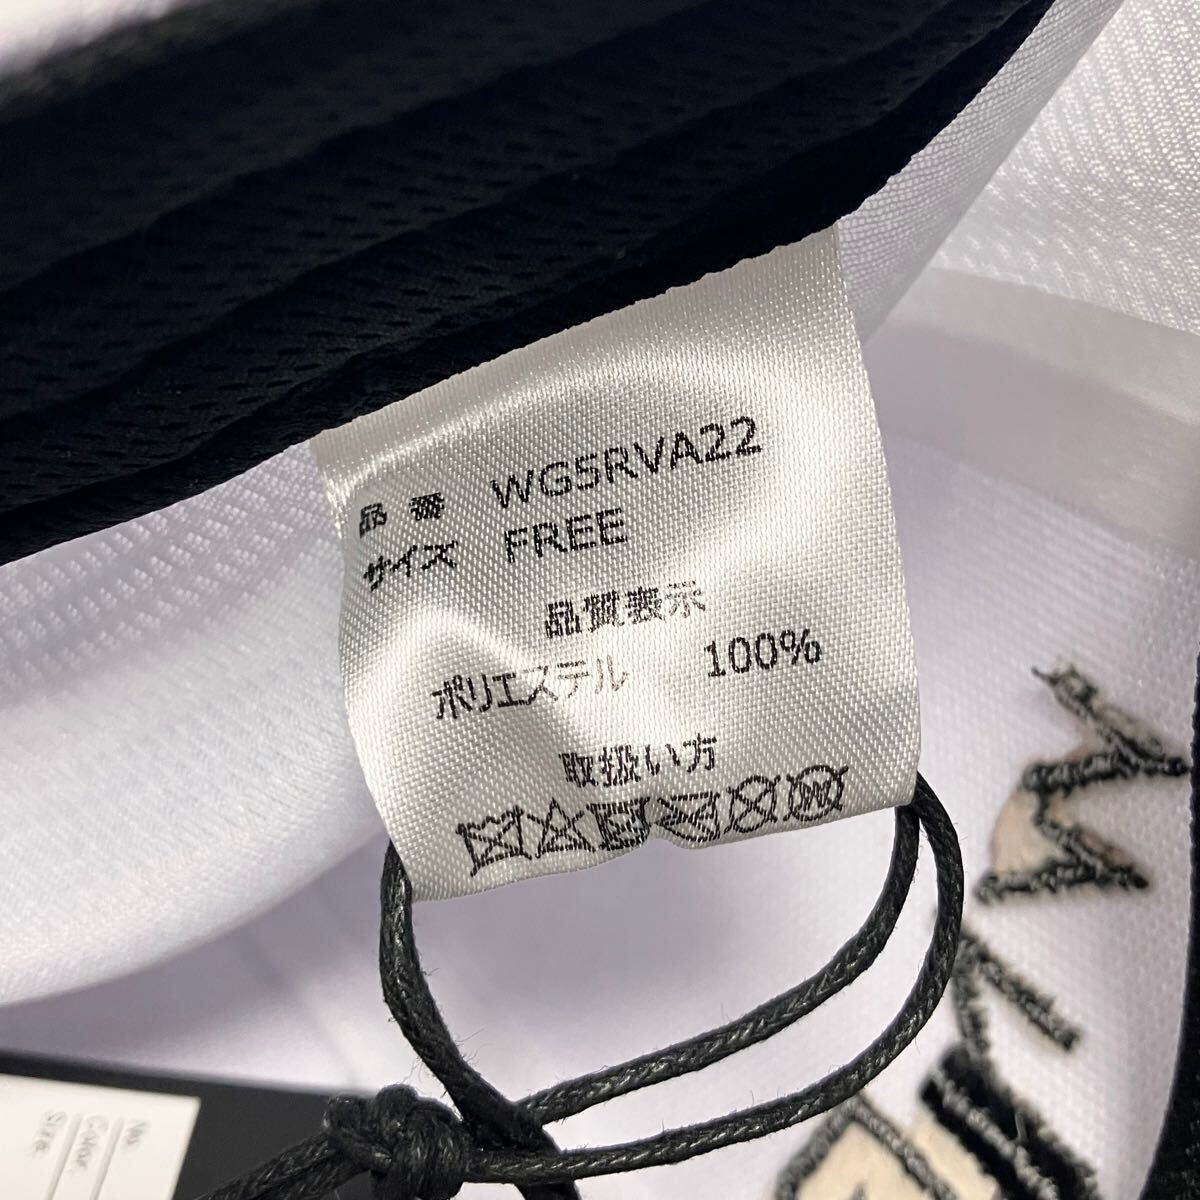 品番 WG5RVA22
サイズ FREE
品質表示
ポリエステル 100%
取扱い方
No.
Color.
Size.